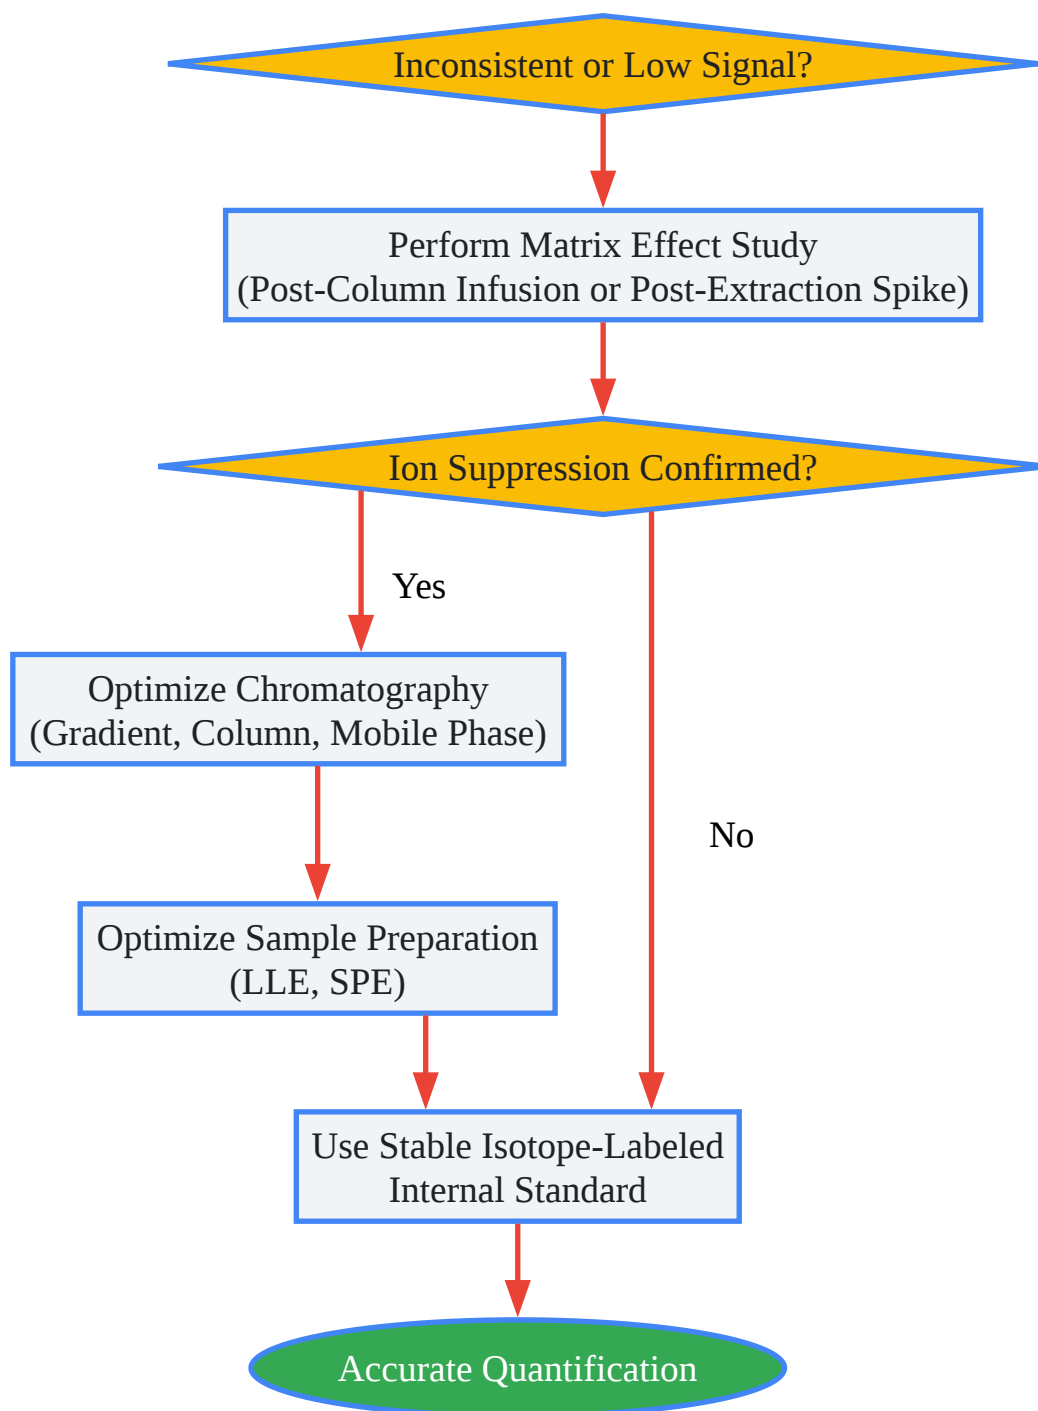 Inconsistent or Low Signal?
Perform Matrix Effect Study
(Post-Column Infusion or Post-Extraction Spike)
Ion Suppression Confirmed?
Yes
Optimize Chromatography
(Gradient, Column, Mobile Phase)
No
Optimize Sample Preparation
(LLE, SPE)
Use Stable Isotope-Labeled
Internal Standard
Accurate Quantification